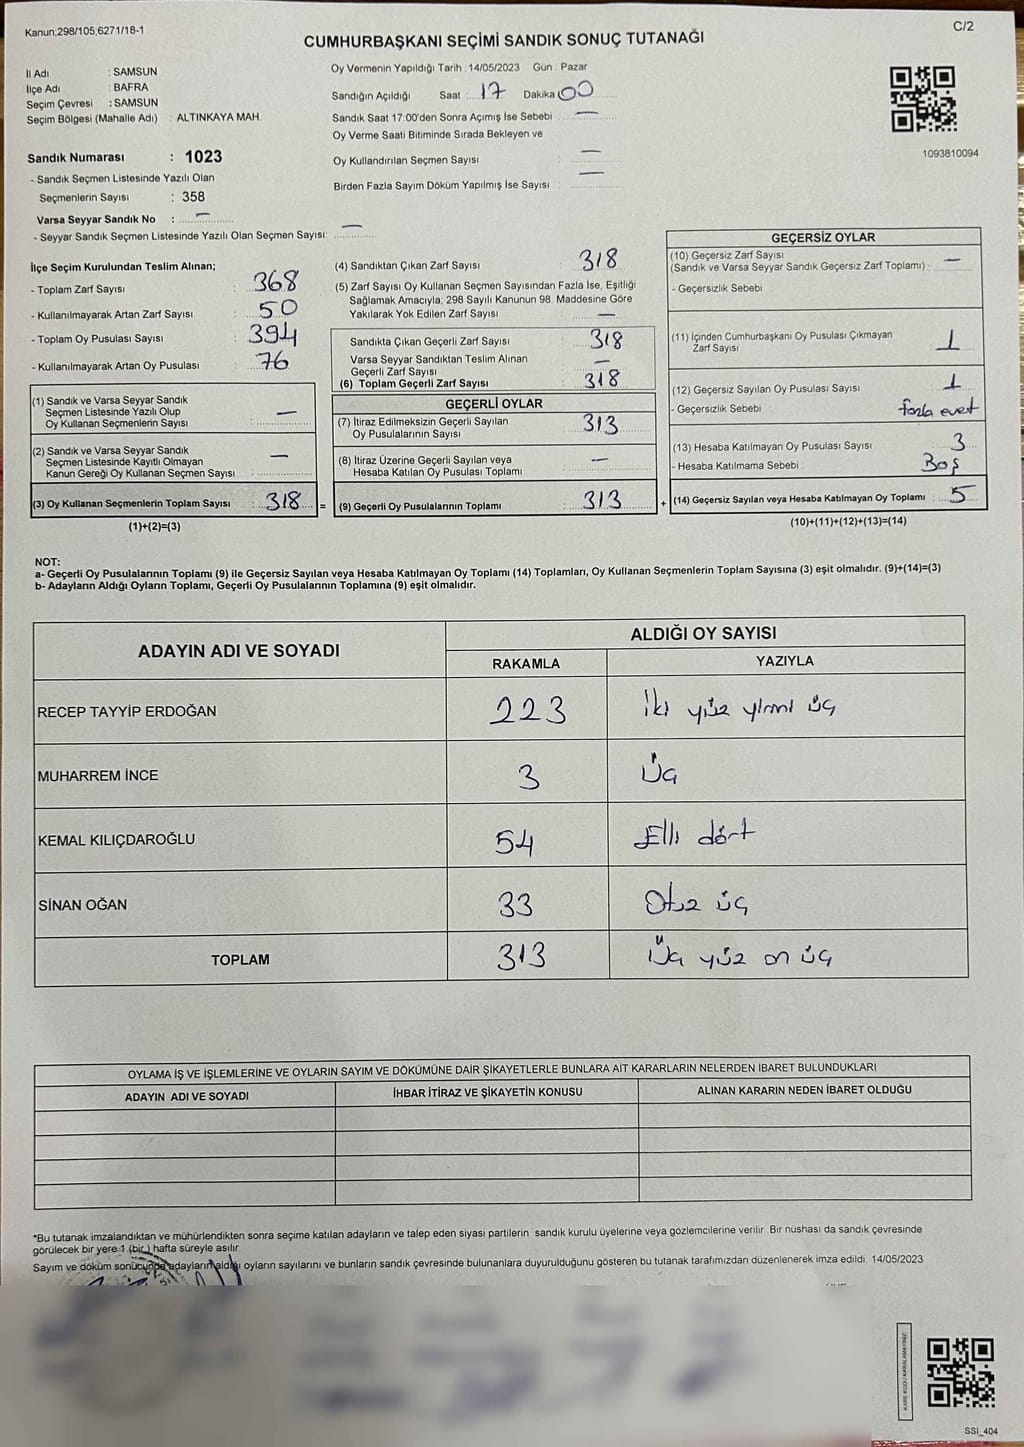 Kanun;298/105;6271/18-1
C/2
CUMHURBAŞKANI SEÇİMİ SANDIK SONUÇ TUTANAĞI
İl Adı : SAMSUN
İlçe Adı : BAFRA
Seçim Çevresi : SAMSUN
Seçim Bölgesi (Mahalle Adı) : ALTINKAYA MAH.
Oy Vermenin Yapıldığı Tarih : 14/05/2023 Gün : Pazar
Sandığın Açıldığı Saat : 17 Dakika 00
Sandık Saat 17:00'den Sonra Açımış İse Sebebi : —
Oy Verme Saati Bitiminde Sırada Bekleyen ve
Oy Kullandırılan Seçmen Sayısı : —
Birden Fazla Sayım Döküm Yapılmış İse Sayısı : —
1093810094
Sandık Numarası : 1023
- Sandık Seçmen Listesinde Yazılı Olan
Seçmenlerin Sayısı : 358
Varsa Seyyar Sandık No : —
- Seyyar Sandık Seçmen Listesinde Yazılı Olan Seçmen Sayısı: —
İlçe Seçim Kurulundan Teslim Alınan;
- Toplam Zarf Sayısı : 368
- Kullanılmayarak Artan Zarf Sayısı : 50
- Toplam Oy Pusulası Sayısı : 394
- Kullanılmayarak Artan Oy Pusulası : 76
(1) Sandık ve Varsa Seyyar Sandık
Seçmen Listesinde Yazılı Olup
Oy Kullanan Seçmenlerin Sayısı : —
(2) Sandık ve Varsa Seyyar Sandık
Seçmen Listesinde Kayıtlı Olmayan
Kanun Gereği Oy Kullanan Seçmen Sayısı : —
(3) Oy Kullanan Seçmenlerin Toplam Sayısı : 318 =
(1)+(2)=(3)
(4) Sandıktan Çıkan Zarf Sayısı : 318
(5) Zarf Sayısı Oy Kullanan Seçmen Sayısından Fazla İse, Eşitliği
Sağlamak Amacıyla; 298 Sayılı Kanunun 98. Maddesine Göre
Yakılarak Yok Edilen Zarf Sayısı : —
Sandıkta Çıkan Geçerli Zarf Sayısı : 318
Varsa Seyyar Sandıktan Teslim Alınan
Geçerli Zarf Sayısı : —
(6) Toplam Geçerli Zarf Sayısı : 318
GEÇERLİ OYLAR
(7) İtiraz Edilmeksizin Geçerli Sayılan
Oy Pusulalarının Sayısı : 313
(8) İtiraz Üzerine Geçerli Sayılan veya
Hesaba Katılan Oy Pusulası Toplamı : —
(9) Geçerli Oy Pusulalarının Toplamı : 313 +
GEÇERSİZ OYLAR
(10) Geçersiz Zarf Sayısı
(Sandık ve Varsa Seyyar Sandık Geçersiz Zarf Toplamı) : —
- Geçersizlik Sebebi :
(11) İçinden Cumhurbaşkanı Oy Pusulası Çıkmayan
Zarf Sayısı : 1
(12) Geçersiz Sayılan Oy Pusulası Sayısı : 1
- Geçersizlik Sebebi : fazla evet
(13) Hesaba Katılmayan Oy Pusulası Sayısı : 3
- Hesaba Katılmama Sebebi : Boş
(14) Geçersiz Sayılan veya Hesaba Katılmayan Oy Toplamı : 5
(10)+(11)+(12)+(13)=(14)
NOT:
a- Geçerli Oy Pusulalarının Toplamı (9) ile Geçersiz Sayılan veya Hesaba Katılmayan Oy Toplamı (14) Toplamları, Oy Kullanan Seçmenlerin Toplam Sayısına (3) eşit olmalıdır. (9)+(14)=(3)
b- Adayların Aldığı Oyların Toplamı, Geçerli Oy Pusulalarının Toplamına (9) eşit olmalıdır.
ADAYIN ADI VE SOYADI
ALDIĞI OY SAYISI
RAKAMLA YAZIYLA
RECEP TAYYİP ERDOĞAN 223 İki yüz yirmi üç
MUHARREM İNCE 3 Üç
KEMAL KILIÇDAROĞLU 54 Elli dört
SİNAN OĞAN 33 Otuz üç
TOPLAM 313 Üç yüz on üç
OYLAMA İŞ VE İŞLEMLERİNE VE OYLARIN SAYIM VE DÖKÜMÜNE DAİR ŞİKAYETLERLE BUNLARA AİT KARARLARIN NELERDEN İBARET BULUNDUKLARI
ADAYIN ADI VE SOYADI İHBAR İTİRAZ VE ŞİKAYETİN KONUSU ALINAN KARARIN NEDEN İBARET OLDUĞU
*Bu tutanak imzalandıktan ve mühürlendikten sonra seçime katılan adayların ve talep eden siyasi partilerin sandık kurulu üyelerine veya gözlemcilerine verilir. Bir nüshası da sandık çevresinde
görülecek bir yere 1 (bir ) hafta süreyle asılır.
Sayım ve döküm sonucunda adayların aldığı oyların sayılarını ve bunların sandık çevresinde bulunanlara duyurulduğunu gösteren bu tutanak tarafımızdan düzenlenerek imza edildi. 14/05/2023
SSI_404